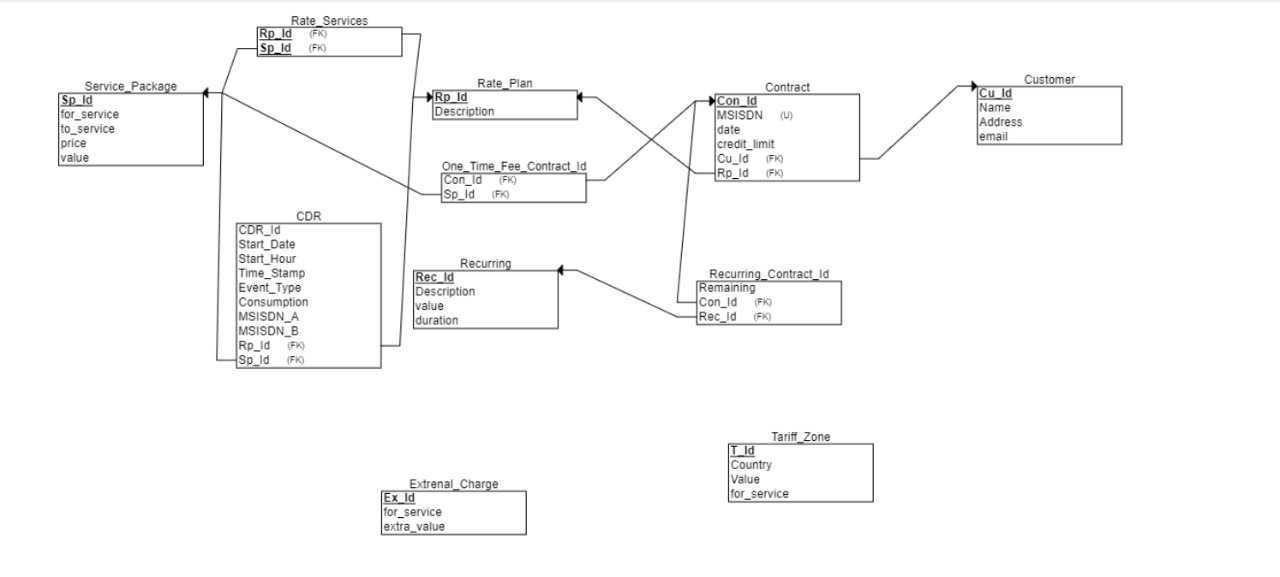 Rate_Services
Rp_Id (FK)
Sp_Id (FK)
Service_Package
Sp_Id
for_service
to_service
price
value
Rate_Plan
Rp_Id
Description
Contract
Con_Id
MSISDN (U)
date
credit_limit
Cu_Id (FK)
Rp_Id (FK)
Customer
Cu_Id
Name
Address
email
One_Time_Fee_Contract_Id
Con_Id (FK)
Sp_Id (FK)
CDR
CDR_Id
Start_Date
Start_Hour
Time_Stamp
Event_Type
Consumption
MSISDN_A
MSISDN_B
Rp_Id (FK)
Sp_Id (FK)
Recurring
Rec_Id
Description
value
duration
Recurring_Contract_Id
Remaining
Con_Id (FK)
Rec_Id (FK)
Tariff_Zone
T_Id
Country
Value
for_service
Extrenal_Charge
Ex_Id
for_service
extra_value